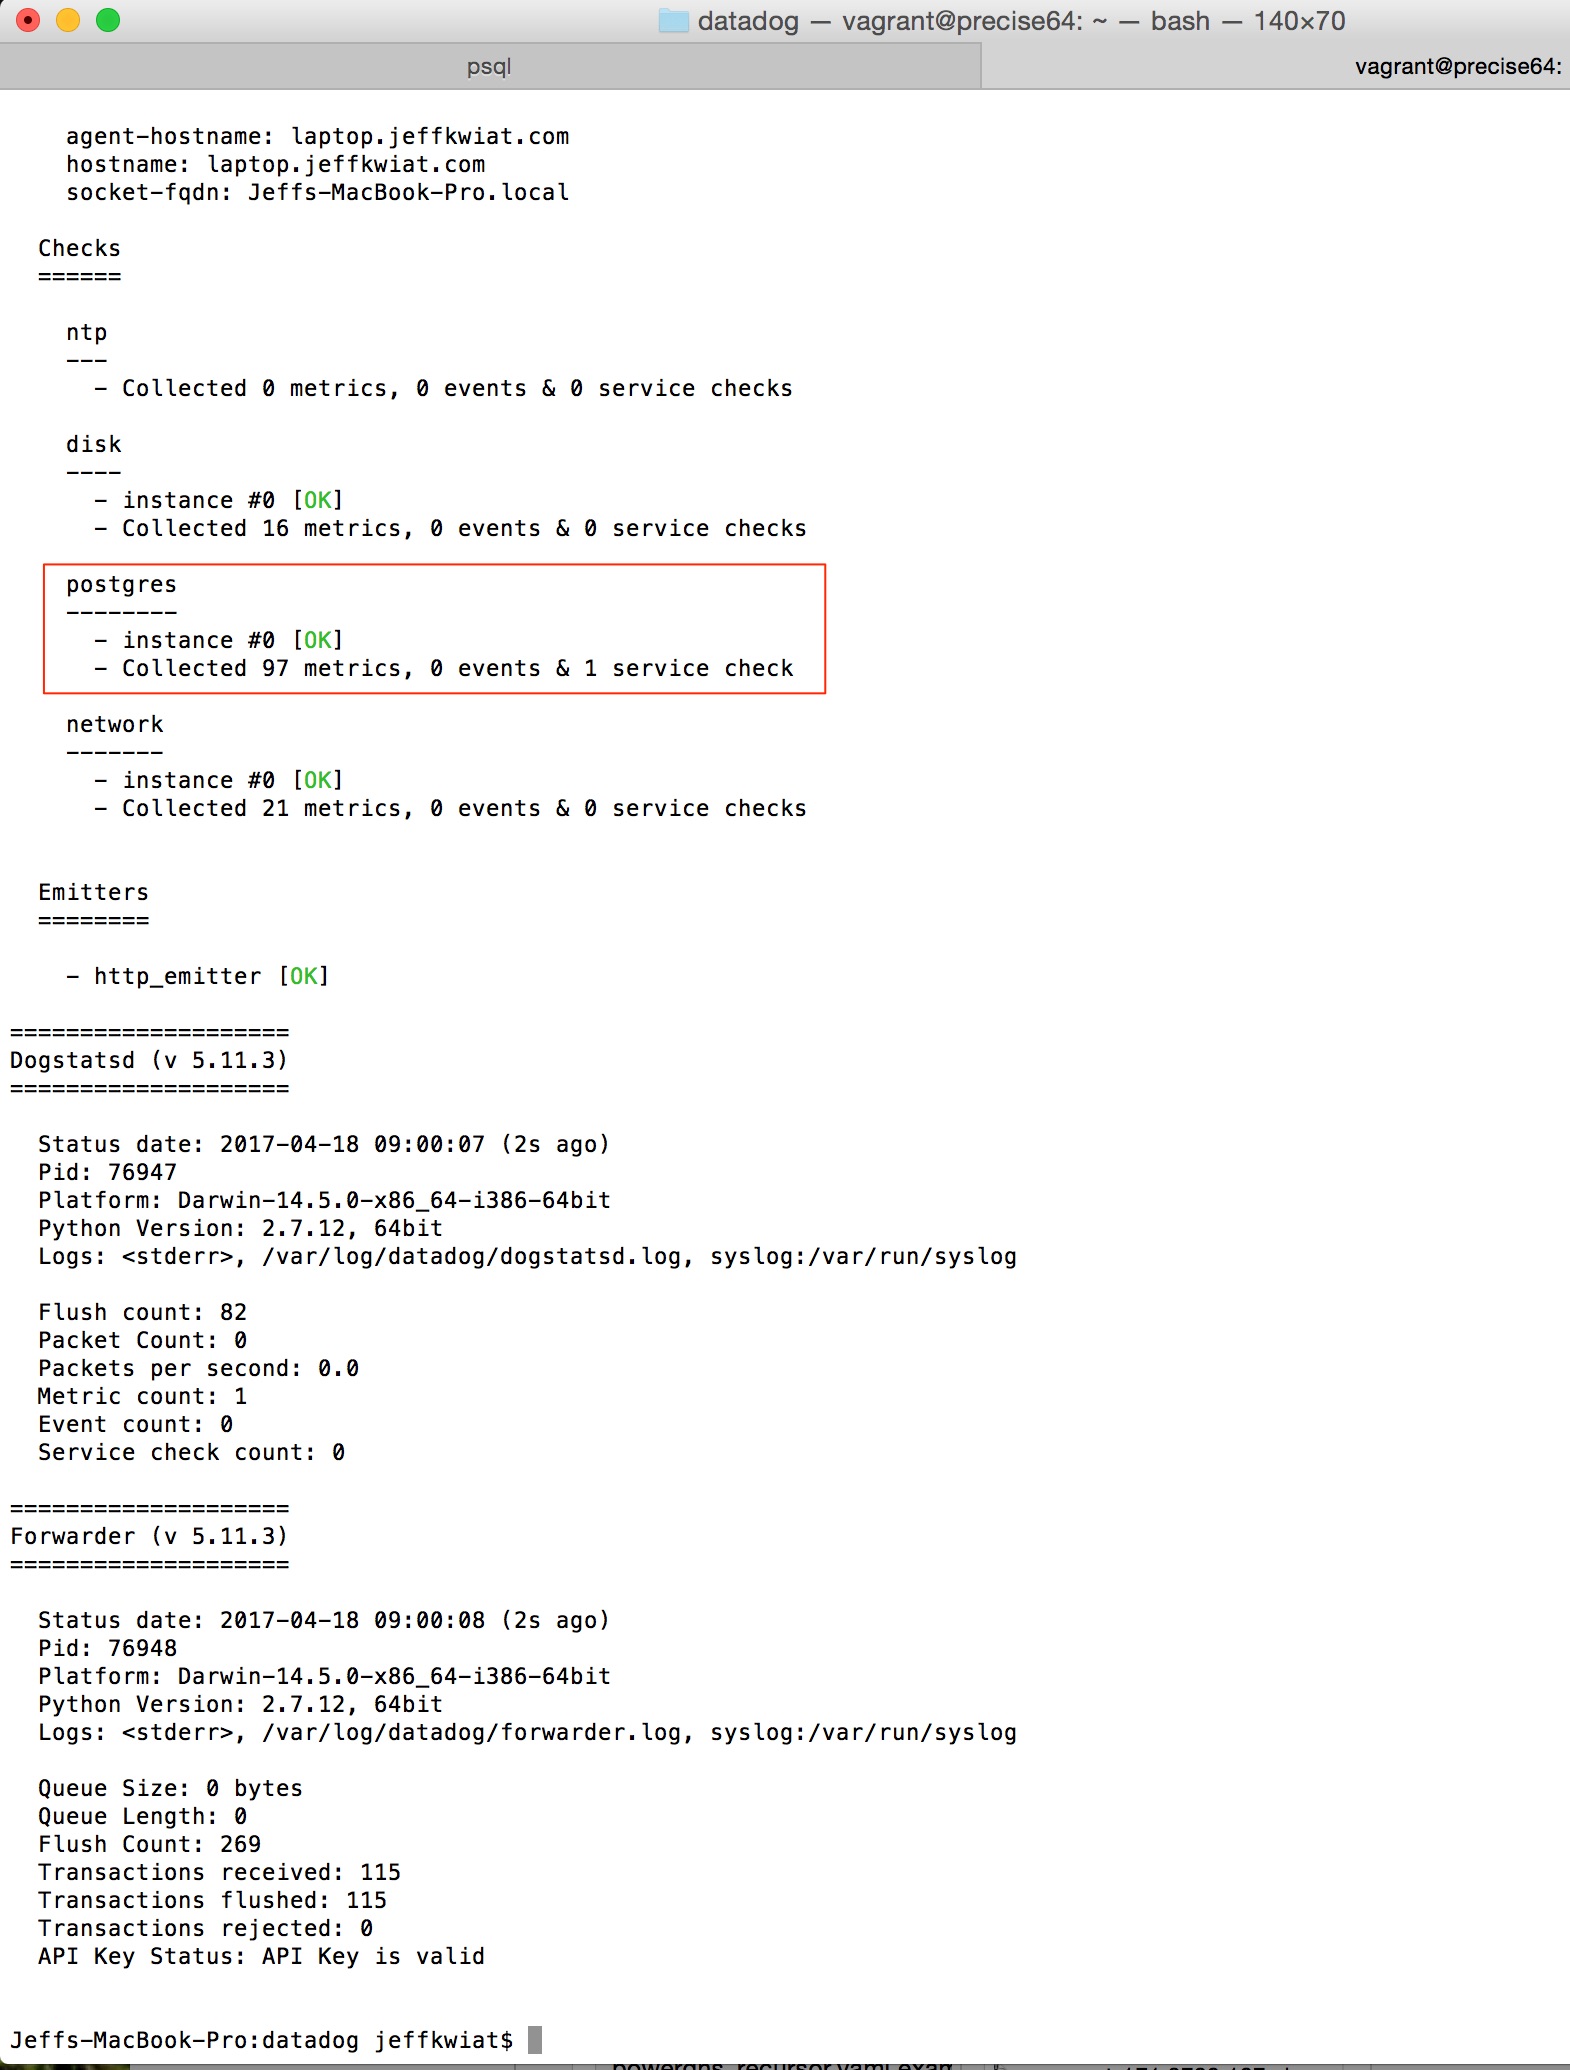 datadog — vagrant@precise64: ~ — bash — 140×70
psql
vagrant@precise64:
agent-hostname: laptop.jeffkwiat.com
hostname: laptop.jeffkwiat.com
socket-fqdn: Jeffs-MacBook-Pro.local
Checks
======
ntp
---
- Collected 0 metrics, 0 events & 0 service checks
disk
----
- instance #0 [OK]
- Collected 16 metrics, 0 events & 0 service checks
postgres
--------
- instance #0 [OK]
- Collected 97 metrics, 0 events & 1 service check
network
-------
- instance #0 [OK]
- Collected 21 metrics, 0 events & 0 service checks
Emitters
========
- http_emitter [OK]
====================
Dogstatsd (v 5.11.3)
====================
Status date: 2017-04-18 09:00:07 (2s ago)
Pid: 76947
Platform: Darwin-14.5.0-x86_64-i386-64bit
Python Version: 2.7.12, 64bit
Logs: <stderr>, /var/log/datadog/dogstatsd.log, syslog:/var/run/syslog
Flush count: 82
Packet Count: 0
Packets per second: 0.0
Metric count: 1
Event count: 0
Service check count: 0
====================
Forwarder (v 5.11.3)
====================
Status date: 2017-04-18 09:00:08 (2s ago)
Pid: 76948
Platform: Darwin-14.5.0-x86_64-i386-64bit
Python Version: 2.7.12, 64bit
Logs: <stderr>, /var/log/datadog/forwarder.log, syslog:/var/run/syslog
Queue Size: 0 bytes
Queue Length: 0
Flush Count: 269
Transactions received: 115
Transactions flushed: 115
Transactions rejected: 0
API Key Status: API Key is valid
Jeffs-MacBook-Pro:datadog jeffkwiat$